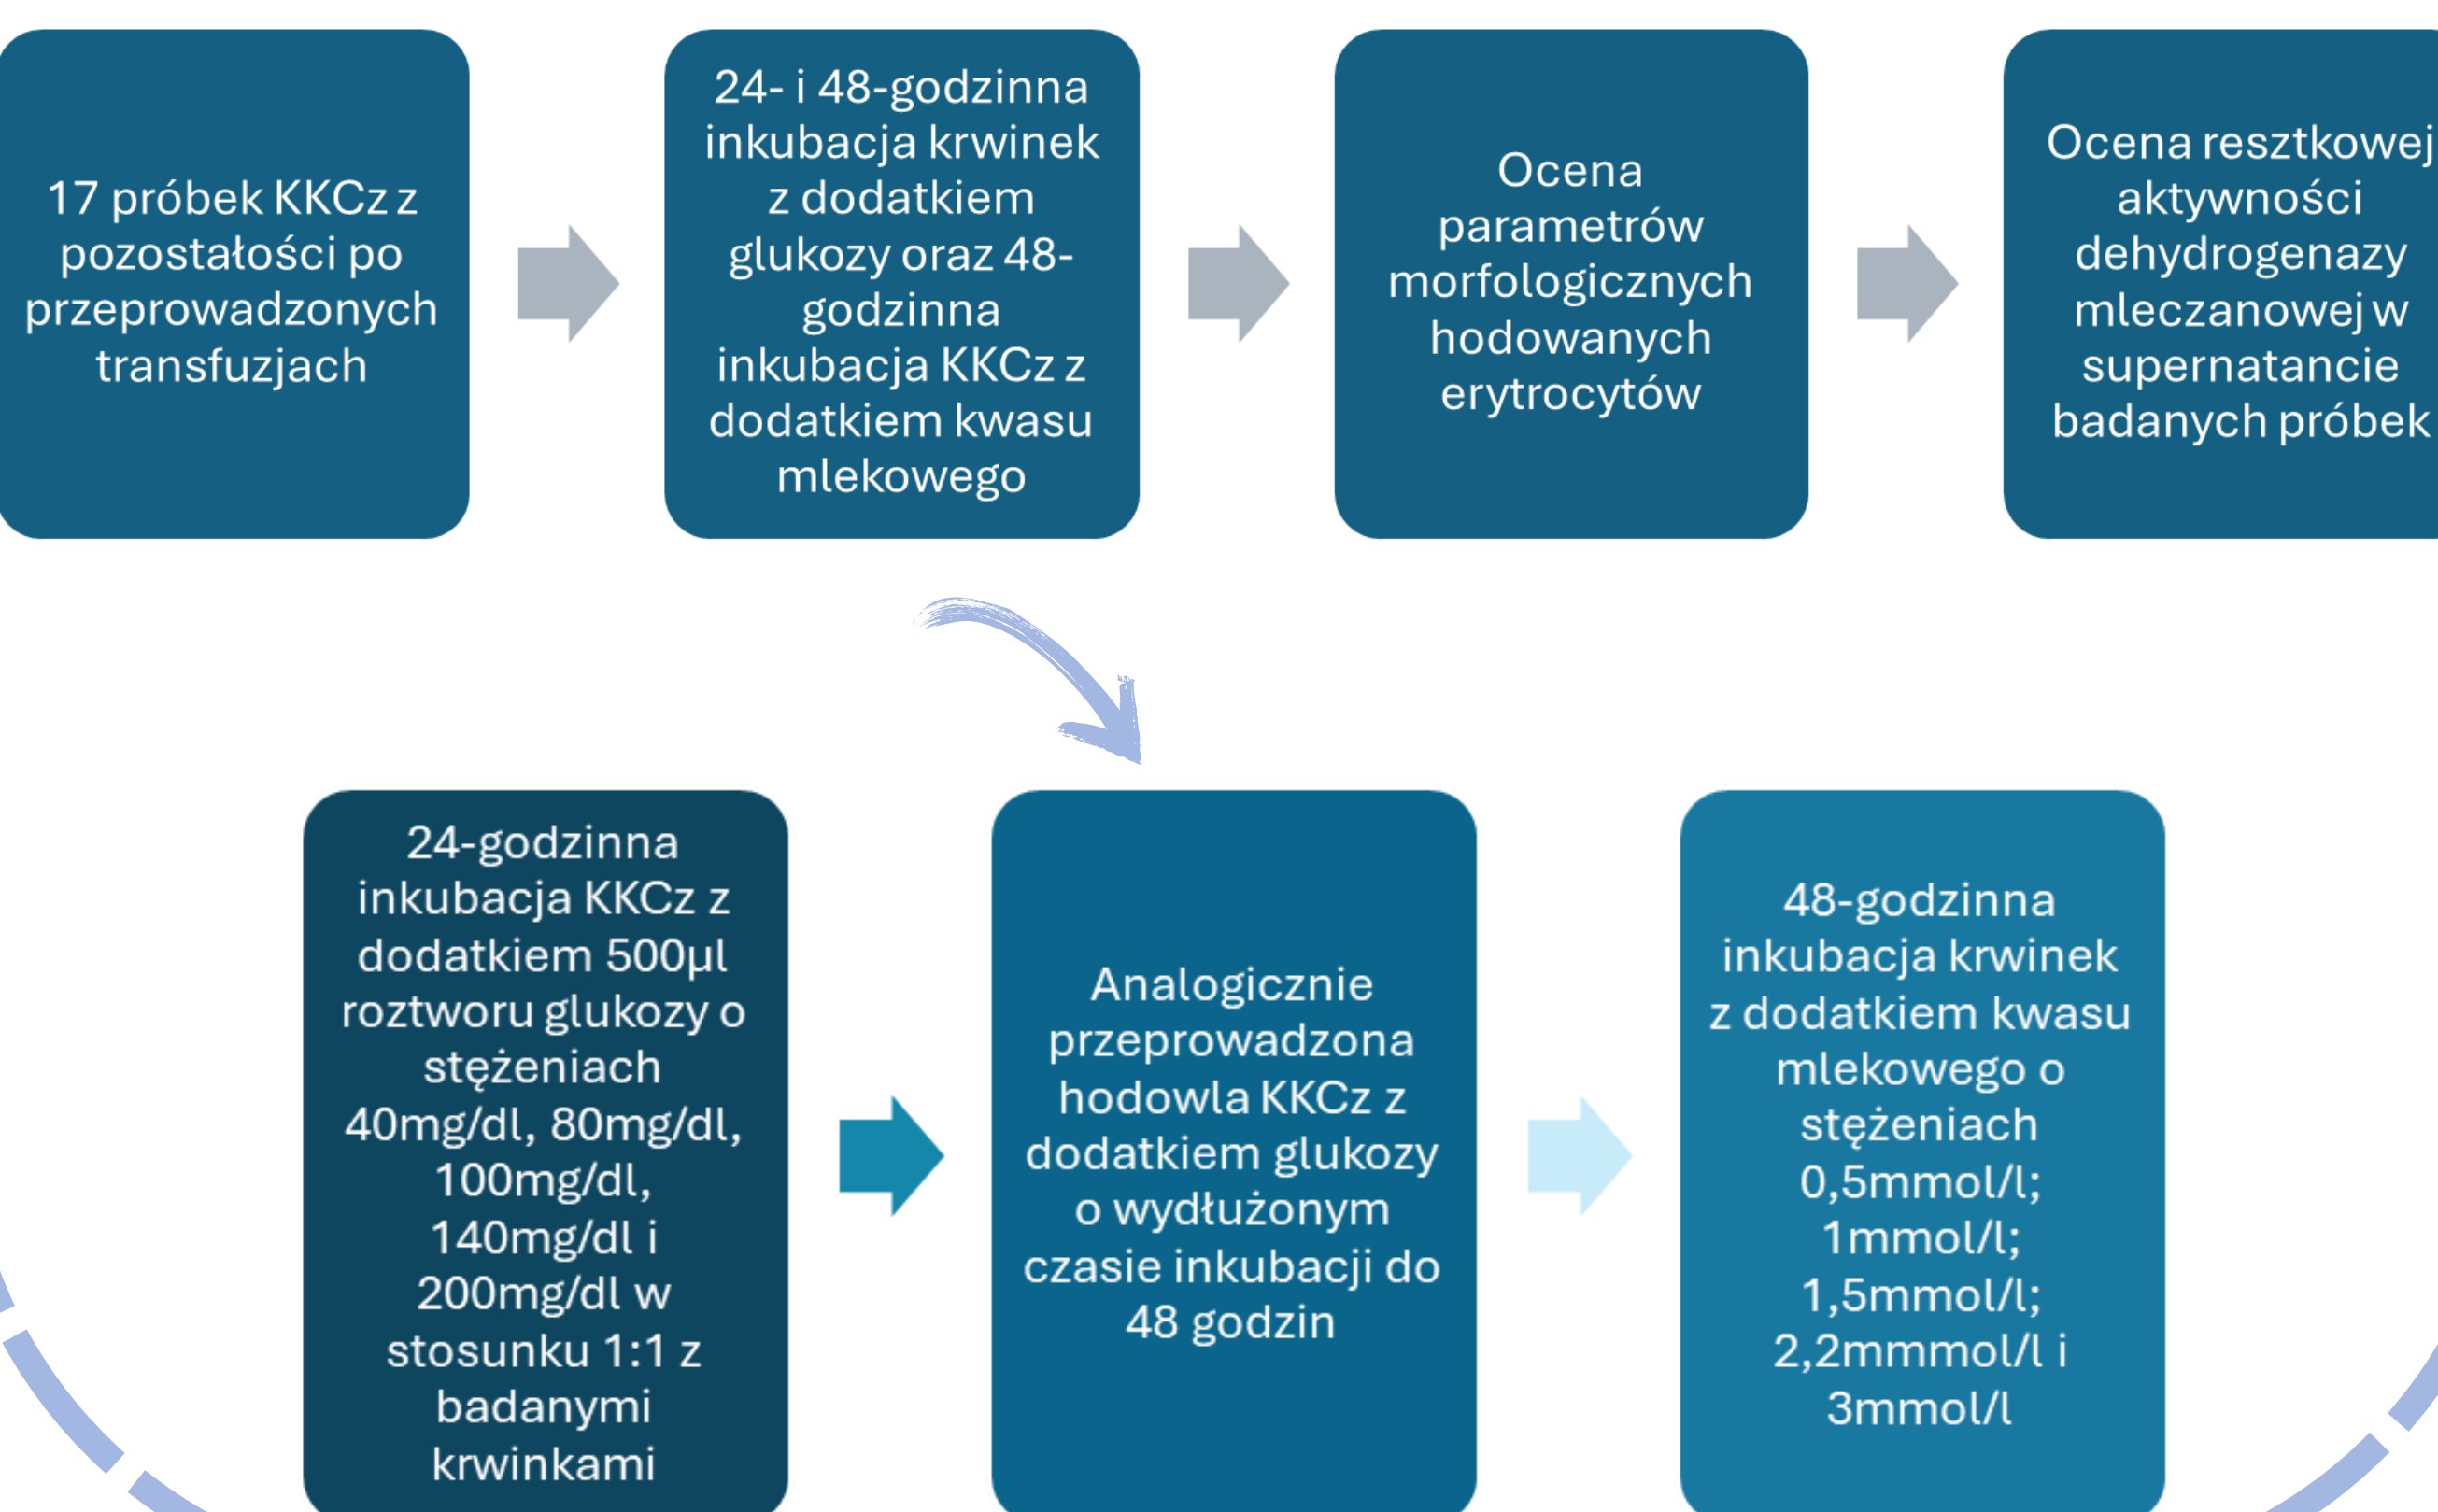 17 próbek KKCz z
pozostałości po
przeprowadzonych
transfuzjach
24- i 48-godzinna
inkubacja krwinek
z dodatkiem
glukozy oraz 48-
godzinna
inkubacja KKCz z
dodatkiem kwasu
mlekowego
Ocena
parametrów
morfologicznych
hodowanych
erytrocytów
Ocena resztkowej
aktywności
dehydrogenazy
mleczanowej w
supernatancie
badanych próbek
24-godzinna
inkubacja KKCz z
dodatkiem 500µl
roztworu glukozy o
stężeniach
40mg/dl, 80mg/dl,
100mg/dl,
140mg/dl i
200mg/dl w
stosunku 1:1 z
badanymi
krwinkami
Analogicznie
przeprowadzona
hodowla KKCz z
dodatkiem glukozy
o wydłużonym
czasie inkubacji do
48 godzin
48-godzinna
inkubacja krwinek
z dodatkiem kwasu
mlekowego o
stężeniach
0,5mmol/l;
1mmol/l;
1,5mmol/l;
2,2mmmol/l i
3mmol/l